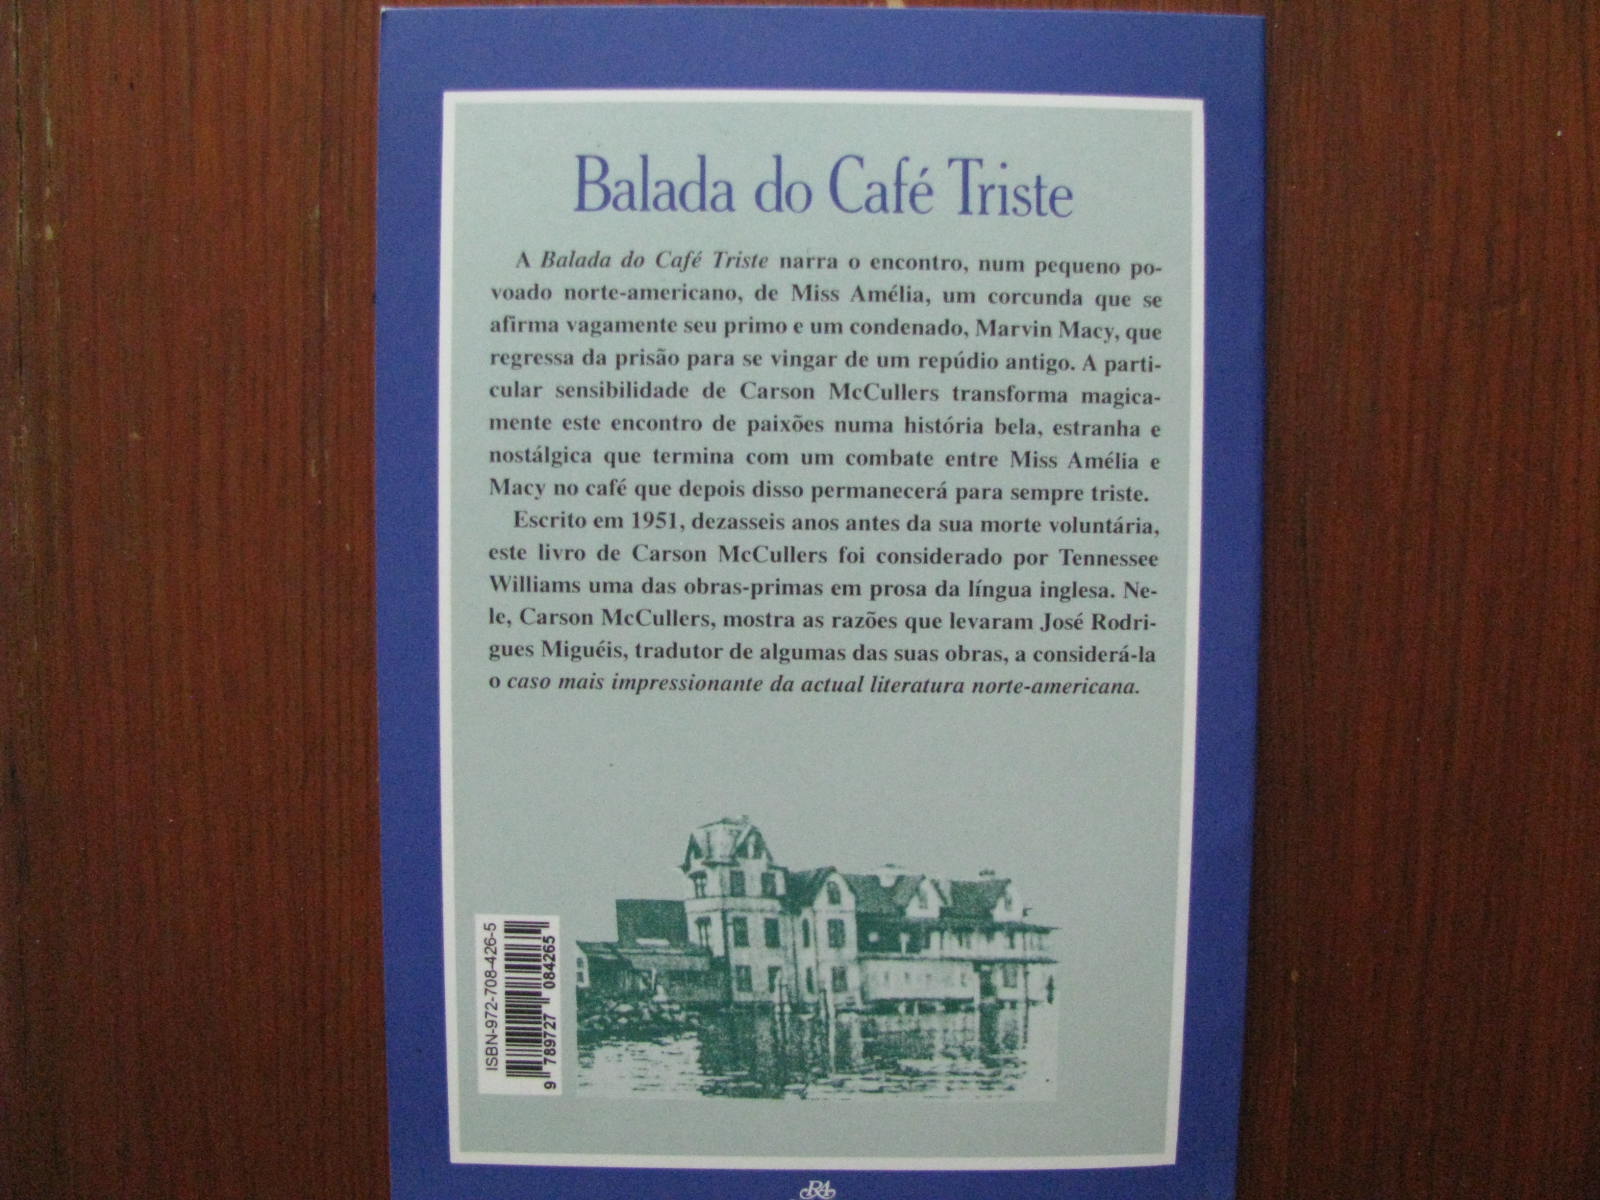 Balada do Café Triste
A Balada do Café Triste narra o encontro, num pequeno po-
voado norte-americano, de Miss Amélia, um corcunda que se
afirma vagamente seu primo e um condenado, Marvin Macy, que
regressa da prisão para se vingar de um repúdio antigo. A parti-
cular sensibilidade de Carson McCullers transforma magica-
mente este encontro de paixões numa história bela, estranha e
nostálgica que termina com um combate entre Miss Amélia e
Macy no café que depois disso permanecerá para sempre triste.
Escrito em 1951, dezasseis anos antes da sua morte voluntária,
este livro de Carson McCullers foi considerado por Tennessee
Williams uma das obras-primas em prosa da língua inglesa. Ne-
le, Carson McCullers, mostra as razões que levaram José Rodri-
gues Miguéis, tradutor de algumas das suas obras, a considerá-la
o caso mais impressionante da actual literatura norte-americana.
ISBN-972-708-426-5
9 789727 084265
RA